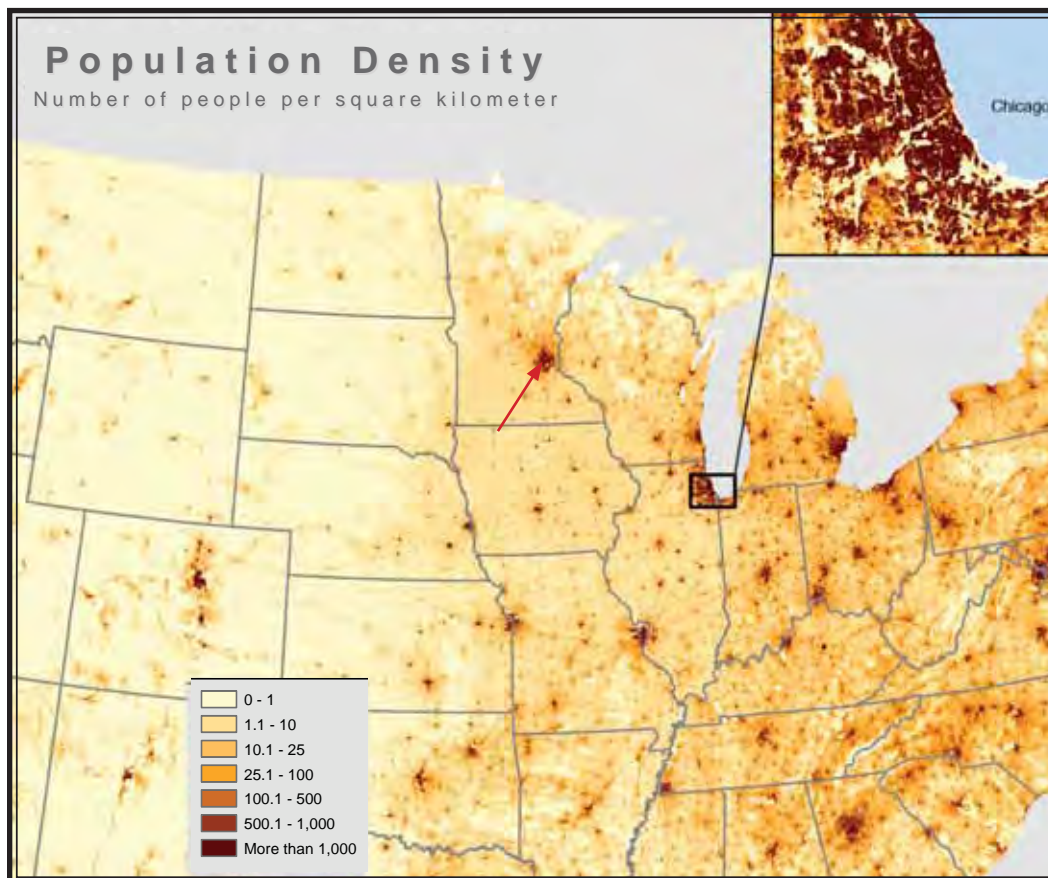 Population Density
Number of people per square kilometer
Chicago
0 - 1
1.1 - 10
10.1 - 25
25.1 - 100
100.1 - 500
500.1 - 1,000
More than 1,000